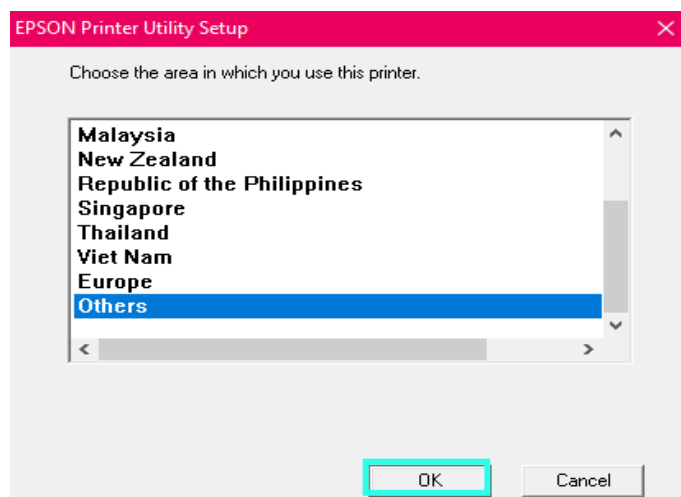 EPSON Printer Utility Setup
Choose the area in which you use this printer.
Malaysia
New Zealand
Republic of the Philippines
Singapore
Thailand
Viet Nam
Europe
Others
OK Cancel